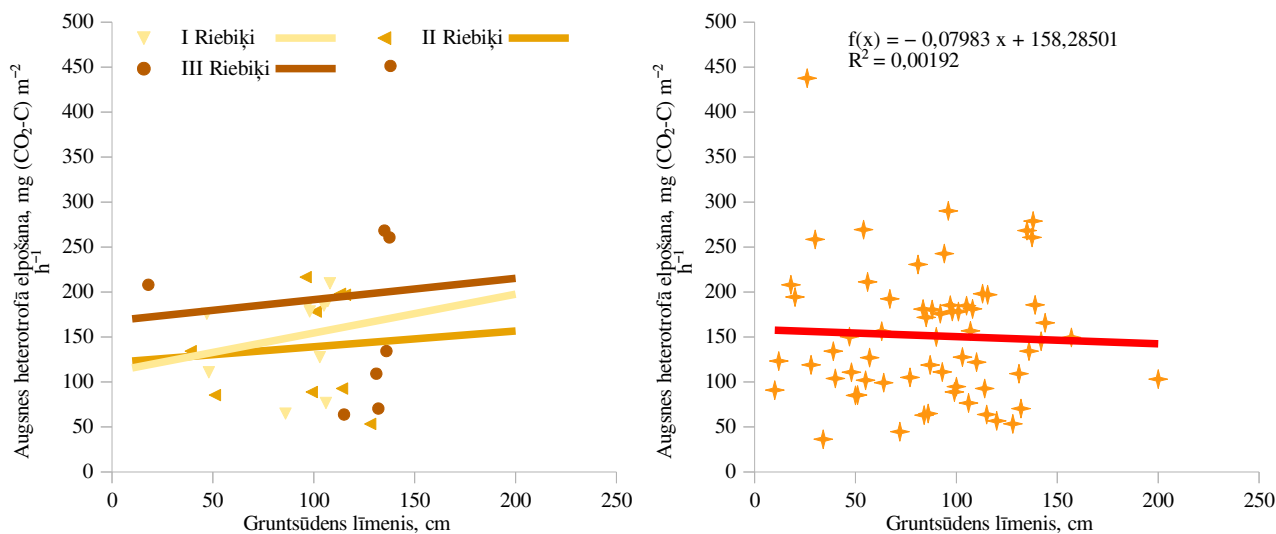 Augsnes heterotrofā elpošana, mg (CO₂-C) m⁻²
h⁻¹
500
450
400
350
300
250
200
150
100
50
0
I Riebiķi
II Riebiķi
III Riebiķi
0 50 100 150 200 250
Gruntsūdens līmenis, cm
Augsnes heterotrofā elpošana, mg (CO₂-C) m⁻²
h⁻¹
500
450
400
350
300
250
200
150
100
50
0
f(x) = − 0,07983 x + 158,28501
R² = 0,00192
0 50 100 150 200 250
Gruntsūdens līmenis, cm